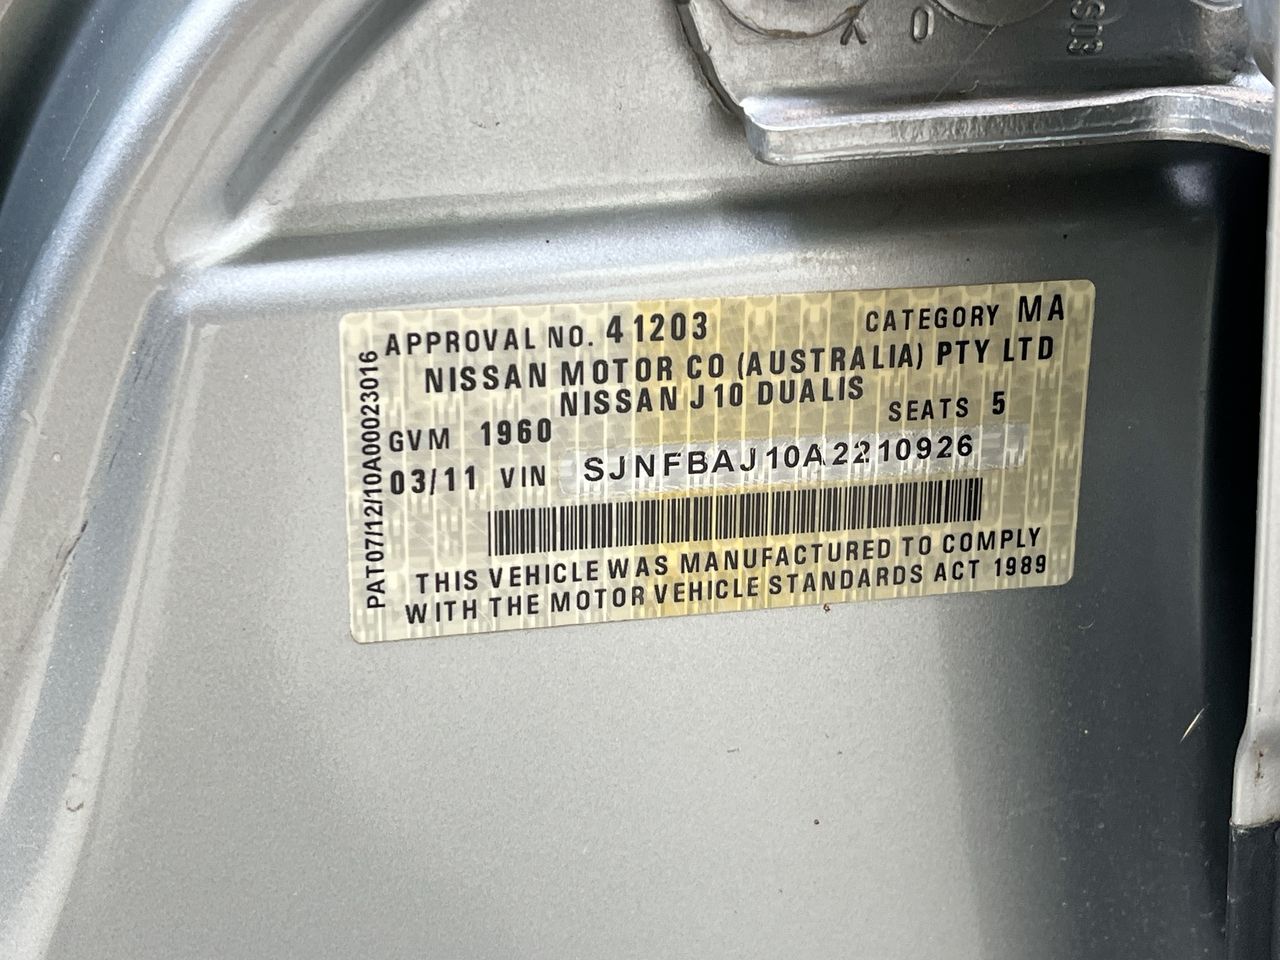 YO
S03
APPROVAL NO. 41203 CATEGORY MA
NISSAN MOTOR CO (AUSTRALIA) PTY LTD
NISSAN J10 DUALIS
GVM 1960 SEATS 5
03/11 VIN SJNFBAJ10A2210926
THIS VEHICLE WAS MANUFACTURED TO COMPLY
WITH THE MOTOR VEHICLE STANDARDS ACT 1989
PAT07/12/10A00023016